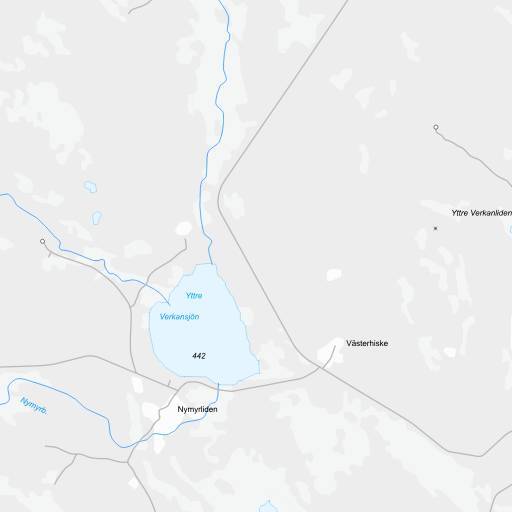 Yttre Verkanliden
Yttre
Verkansjön
Västerhiske
442
Nymyrb.
Nymyrliden